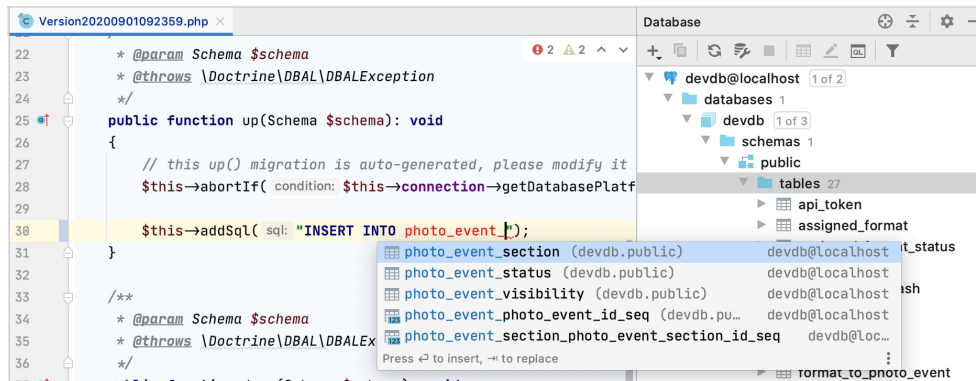 Version20200901092359.php
Database
22 * @param Schema $schema
2 2
23 * @throws \Doctrine\DBAL\DBALException
24 */
25 public function up(Schema $schema): void
26 {
27 // this up() migration is auto-generated, please modify it
28 $this→abortIf( condition: $this→connection→getDatabasePlatf
29
30 $this→addSql( sql: "INSERT INTO photo_event_");
31 }
32
33 /**
34 * @param Schema $schema
35 * @throws \Doctrine\DBAL\DBALEx
36 */
photo_event_section (devdb.public) devdb@localhost
photo_event_status (devdb.public) devdb@localhost
photo_event_visibility (devdb.public) devdb@localhost
photo_event_photo_event_id_seq (devdb.pu… devdb@localhost
photo_event_section_photo_event_section_id_seq devdb@loc…
Press ↵ to insert, ⇥ to replace
QL
devdb@localhost 1 of 2
databases 1
devdb 1 of 3
schemas 1
public
tables 27
api_token
assigned_format
t_status
ash
format_to_photo_event